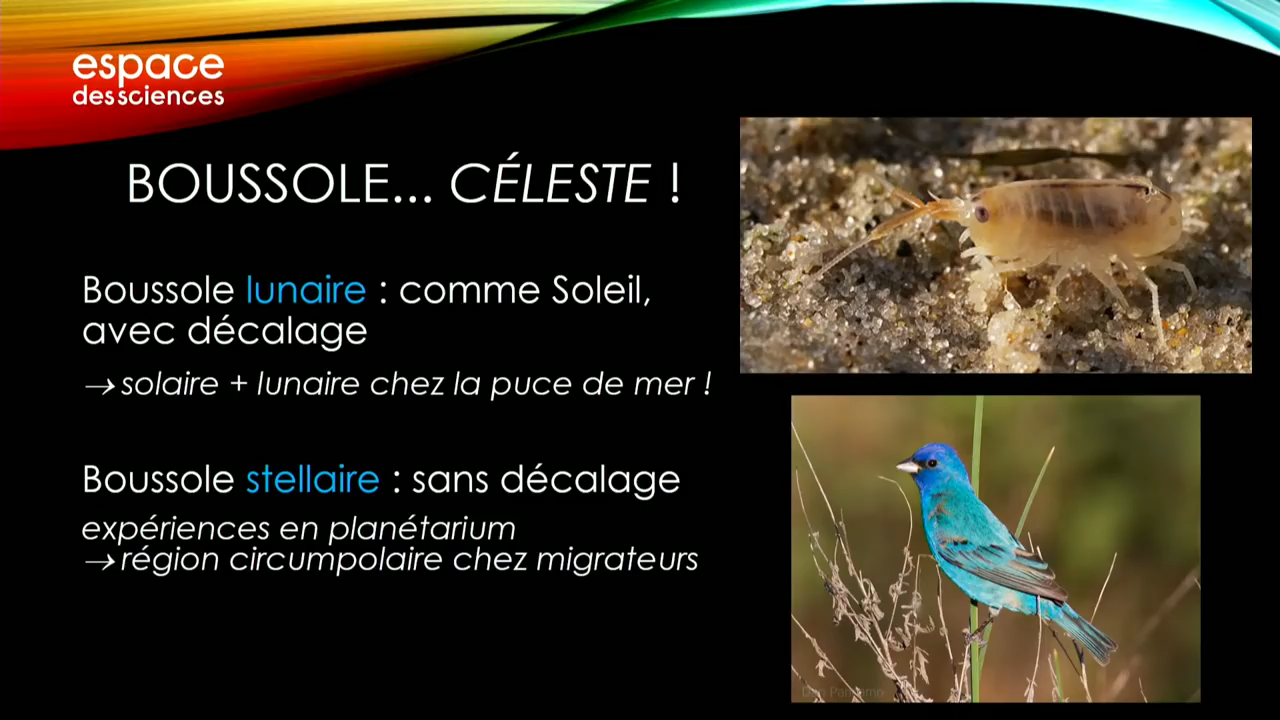 espace
des sciences
BOUSSOLE... CÉLESTE !
Boussole lunaire : comme Soleil,
avec décalage
→ solaire + lunaire chez la puce de mer !
Boussole stellaire : sans décalage
expériences en planétarium
→ région circumpolaire chez migrateurs